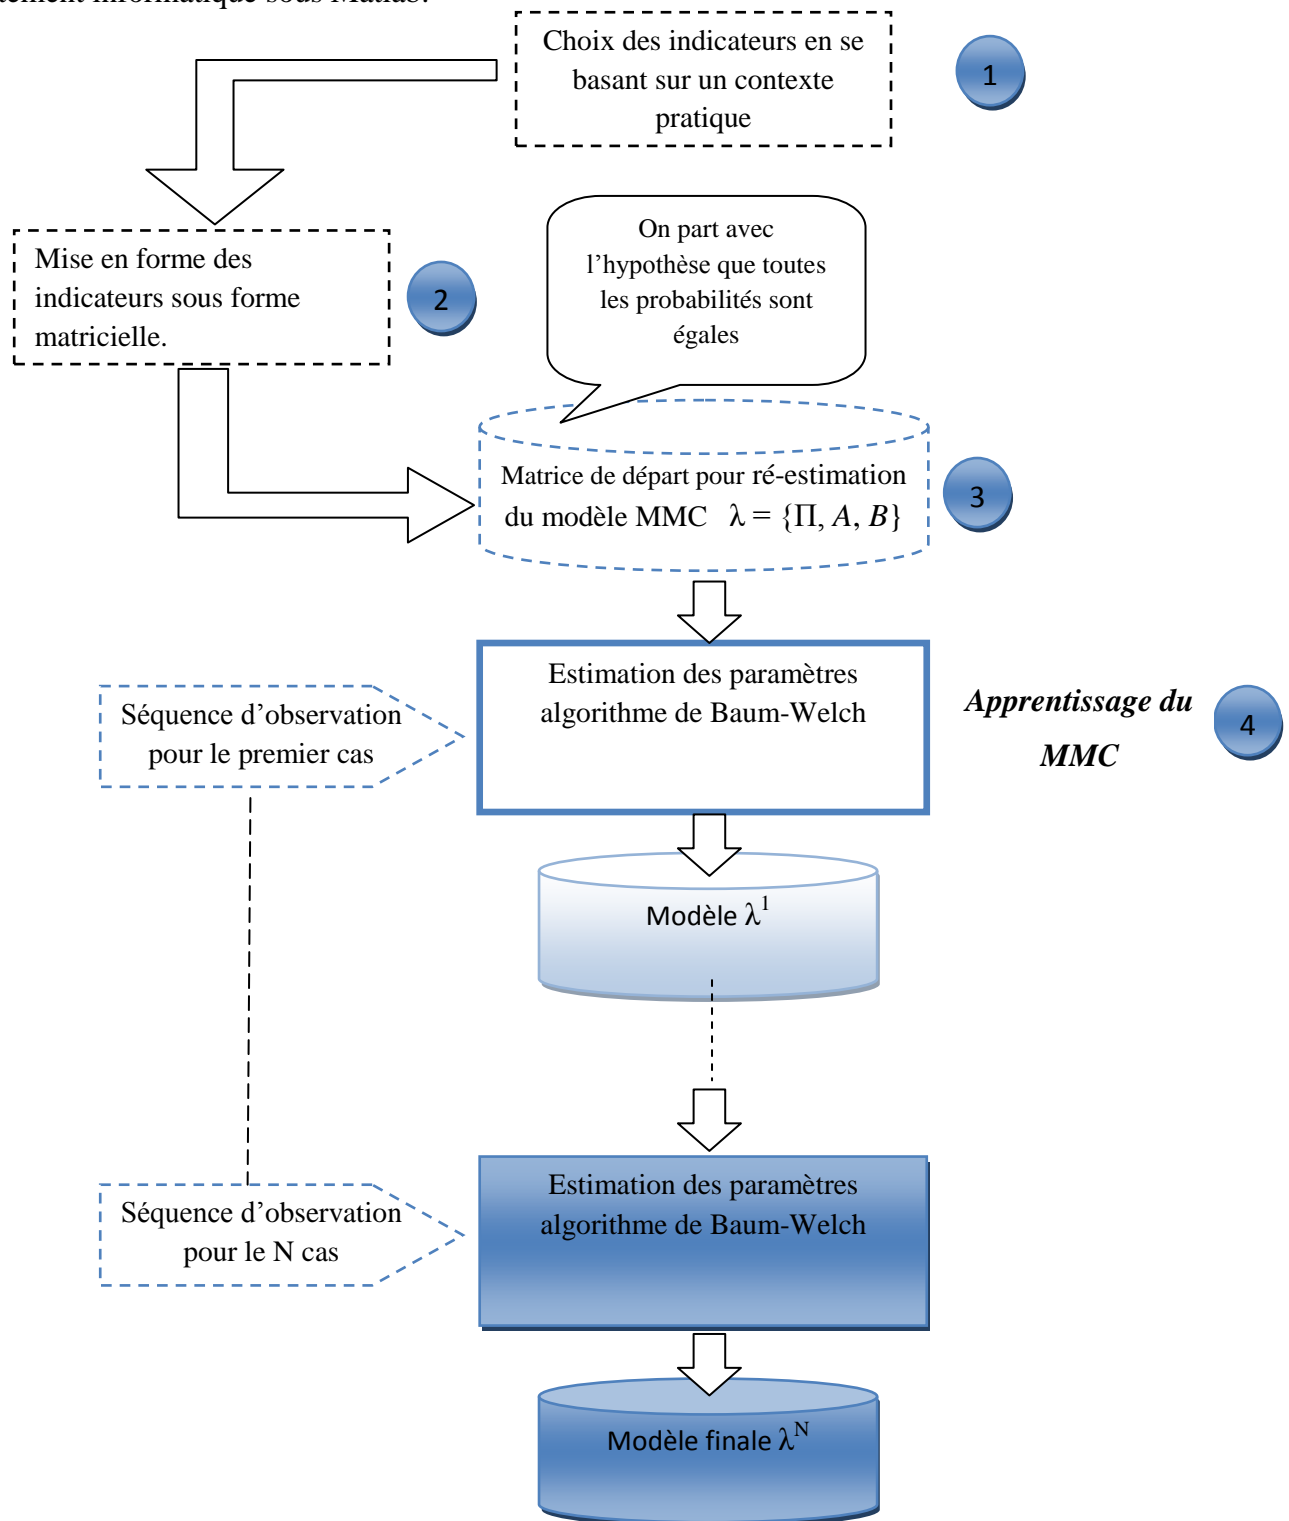 informatique sous Matlab.
Choix des indicateurs en se
basant sur un contexte
pratique
1
On part avec
l’hypothèse que toutes
les probabilités sont
égales
Mise en forme des
indicateurs sous forme
matricielle.
2
Matrice de départ pour ré-estimation
du modèle MMC λ = {Π, A, B}
3
Estimation des paramètres
algorithme de Baum-Welch
Apprentissage du
MMC
4
Séquence d’observation
pour le premier cas
Modèle λ¹
Séquence d’observation
pour le N cas
Estimation des paramètres
algorithme de Baum-Welch
Modèle finale λᴺ